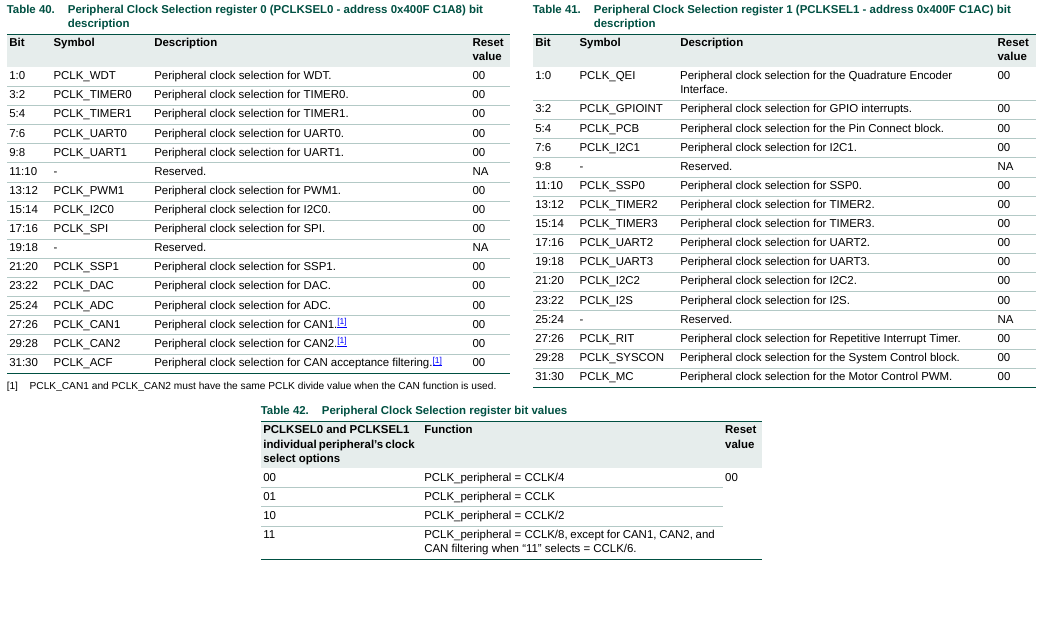 Table 40. Peripheral Clock Selection register 0 (PCLKSEL0 - address 0x400F C1A8) bit
description
Bit Symbol Description Reset
value
1:0 PCLK_WDT Peripheral clock selection for WDT. 00
3:2 PCLK_TIMER0 Peripheral clock selection for TIMER0. 00
5:4 PCLK_TIMER1 Peripheral clock selection for TIMER1. 00
7:6 PCLK_UART0 Peripheral clock selection for UART0. 00
9:8 PCLK_UART1 Peripheral clock selection for UART1. 00
11:10 - Reserved. NA
13:12 PCLK_PWM1 Peripheral clock selection for PWM1. 00
15:14 PCLK_I2C0 Peripheral clock selection for I2C0. 00
17:16 PCLK_SPI Peripheral clock selection for SPI. 00
19:18 - Reserved. NA
21:20 PCLK_SSP1 Peripheral clock selection for SSP1. 00
23:22 PCLK_DAC Peripheral clock selection for DAC. 00
25:24 PCLK_ADC Peripheral clock selection for ADC. 00
27:26 PCLK_CAN1 Peripheral clock selection for CAN1.[1] 00
29:28 PCLK_CAN2 Peripheral clock selection for CAN2.[1] 00
31:30 PCLK_ACF Peripheral clock selection for CAN acceptance filtering.[1] 00
[1] PCLK_CAN1 and PCLK_CAN2 must have the same PCLK divide value when the CAN function is used.
Table 41. Peripheral Clock Selection register 1 (PCLKSEL1 - address 0x400F C1AC) bit
description
Bit Symbol Description Reset
value
1:0 PCLK_QEI Peripheral clock selection for the Quadrature Encoder 00
Interface.
3:2 PCLK_GPIOINT Peripheral clock selection for GPIO interrupts. 00
5:4 PCLK_PCB Peripheral clock selection for the Pin Connect block. 00
7:6 PCLK_I2C1 Peripheral clock selection for I2C1. 00
9:8 - Reserved. NA
11:10 PCLK_SSP0 Peripheral clock selection for SSP0. 00
13:12 PCLK_TIMER2 Peripheral clock selection for TIMER2. 00
15:14 PCLK_TIMER3 Peripheral clock selection for TIMER3. 00
17:16 PCLK_UART2 Peripheral clock selection for UART2. 00
19:18 PCLK_UART3 Peripheral clock selection for UART3. 00
21:20 PCLK_I2C2 Peripheral clock selection for I2C2. 00
23:22 PCLK_I2S Peripheral clock selection for I2S. 00
25:24 - Reserved. NA
27:26 PCLK_RIT Peripheral clock selection for Repetitive Interrupt Timer. 00
29:28 PCLK_SYSCON Peripheral clock selection for the System Control block. 00
31:30 PCLK_MC Peripheral clock selection for the Motor Control PWM. 00
Table 42. Peripheral Clock Selection register bit values
PCLKSEL0 and PCLKSEL1 Function Reset
individual peripheral's clock value
select options
00 PCLK_peripheral = CCLK/4 00
01 PCLK_peripheral = CCLK
10 PCLK_peripheral = CCLK/2
11 PCLK_peripheral = CCLK/8, except for CAN1, CAN2, and
CAN filtering when “11” selects = CCLK/6.